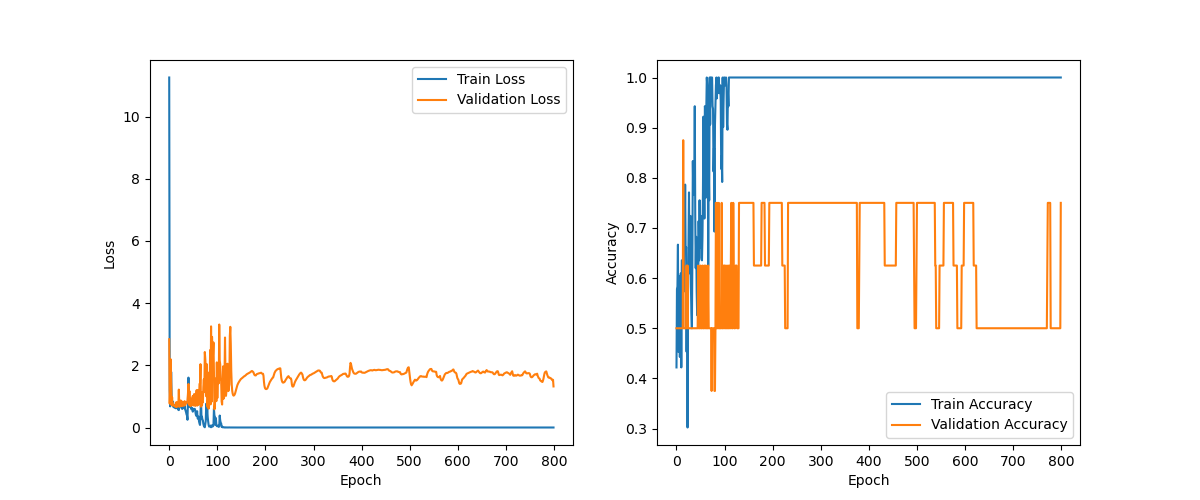 Train Loss
Validation Loss
10
8
6
4
2
0
Loss
0 100 200 300 400 500 600 700 800
Epoch
1.0
0.9
0.8
0.7
0.6
0.5
0.4
0.3
Accuracy
Train Accuracy
Validation Accuracy
0 100 200 300 400 500 600 700 800
Epoch